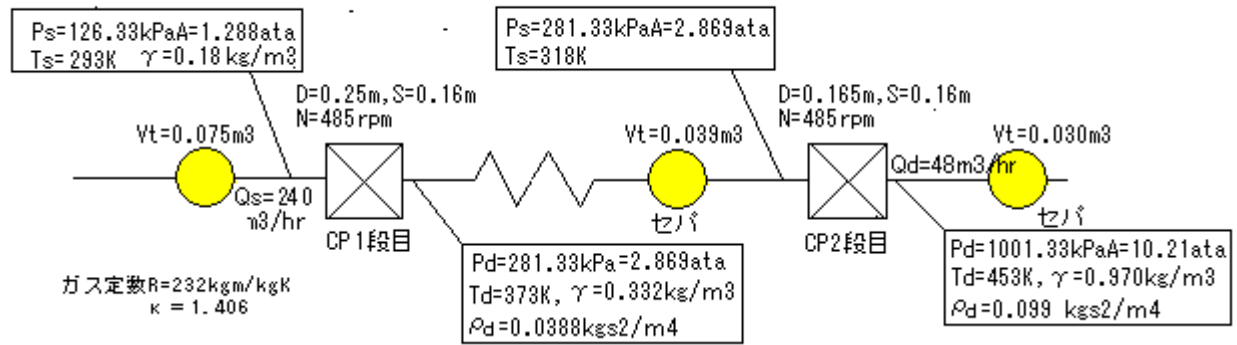 Ps=126.33kPaA=1.288ata
Ts=293K γ=0.18kg/m3
Ps=281.33kPaA=2.869ata
Ts=318K
D=0.25m,S=0.16m
N=485rpm
D=0.165m,S=0.16m
N=485rpm
Vt=0.075m3
Vt=0.039m3
Vt=0.030m3
Qs=240
m3/hr
Qd=48m3/hr
CP1段目
セパ
CP2段目
セパ
Pd=281.33kPa=2.869ata
Td=373K, γ=0.332kg/m3
ρd=0.0388kgs2/m4
Pd=1001.33kPaA=10.21ata
Td=453K, γ=0.970kg/m3
ρd=0.099 kgs2/m4
ガス定数R=232kgm/kgK
κ=1.406